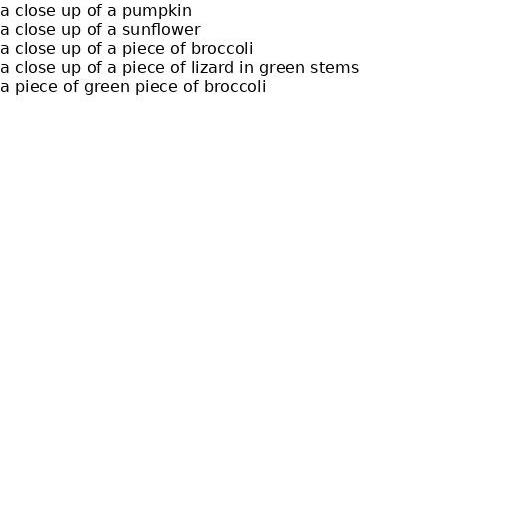 a close up of a pumpkin
a close up of a sunflower
a close up of a piece of broccoli
a close up of a piece of lizard in green stems
a piece of green piece of broccoli